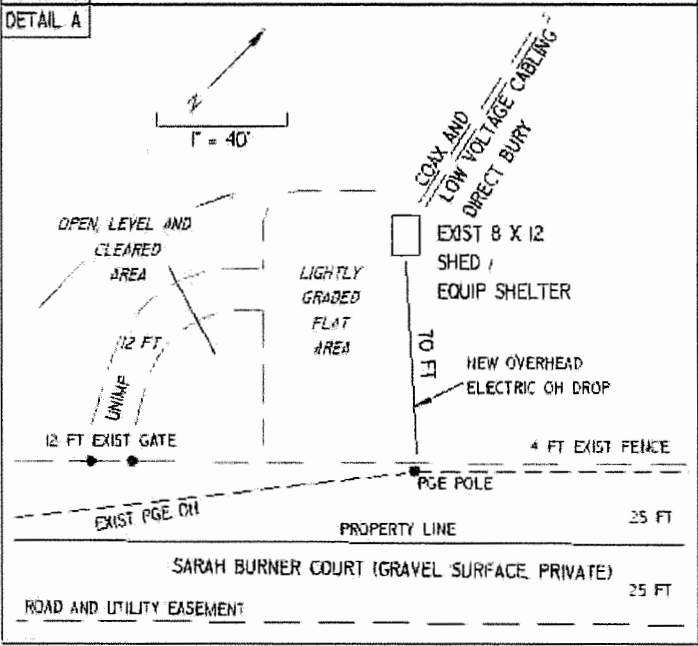 DETAIL A
N
1" = 40'
COAX AND
LOW VOLTAGE CABLING
DIRECT BURY
OPEN, LEVEL AND
CLEARED
AREA
LIGHTLY
GRADED
FLAT
AREA
EXIST 8 X 12
SHED /
EQUIP SHELTER
12 FT
UNIMP
70 FT
NEW OVERHEAD
ELECTRIC OH DROP
12 FT EXIST GATE
4 FT EXIST FENCE
PGE POLE
EXIST PGE OH
25 FT
PROPERTY LINE
SARAH BURNER COURT (GRAVEL SURFACE, PRIVATE)
25 FT
ROAD AND UTILITY EASEMENT